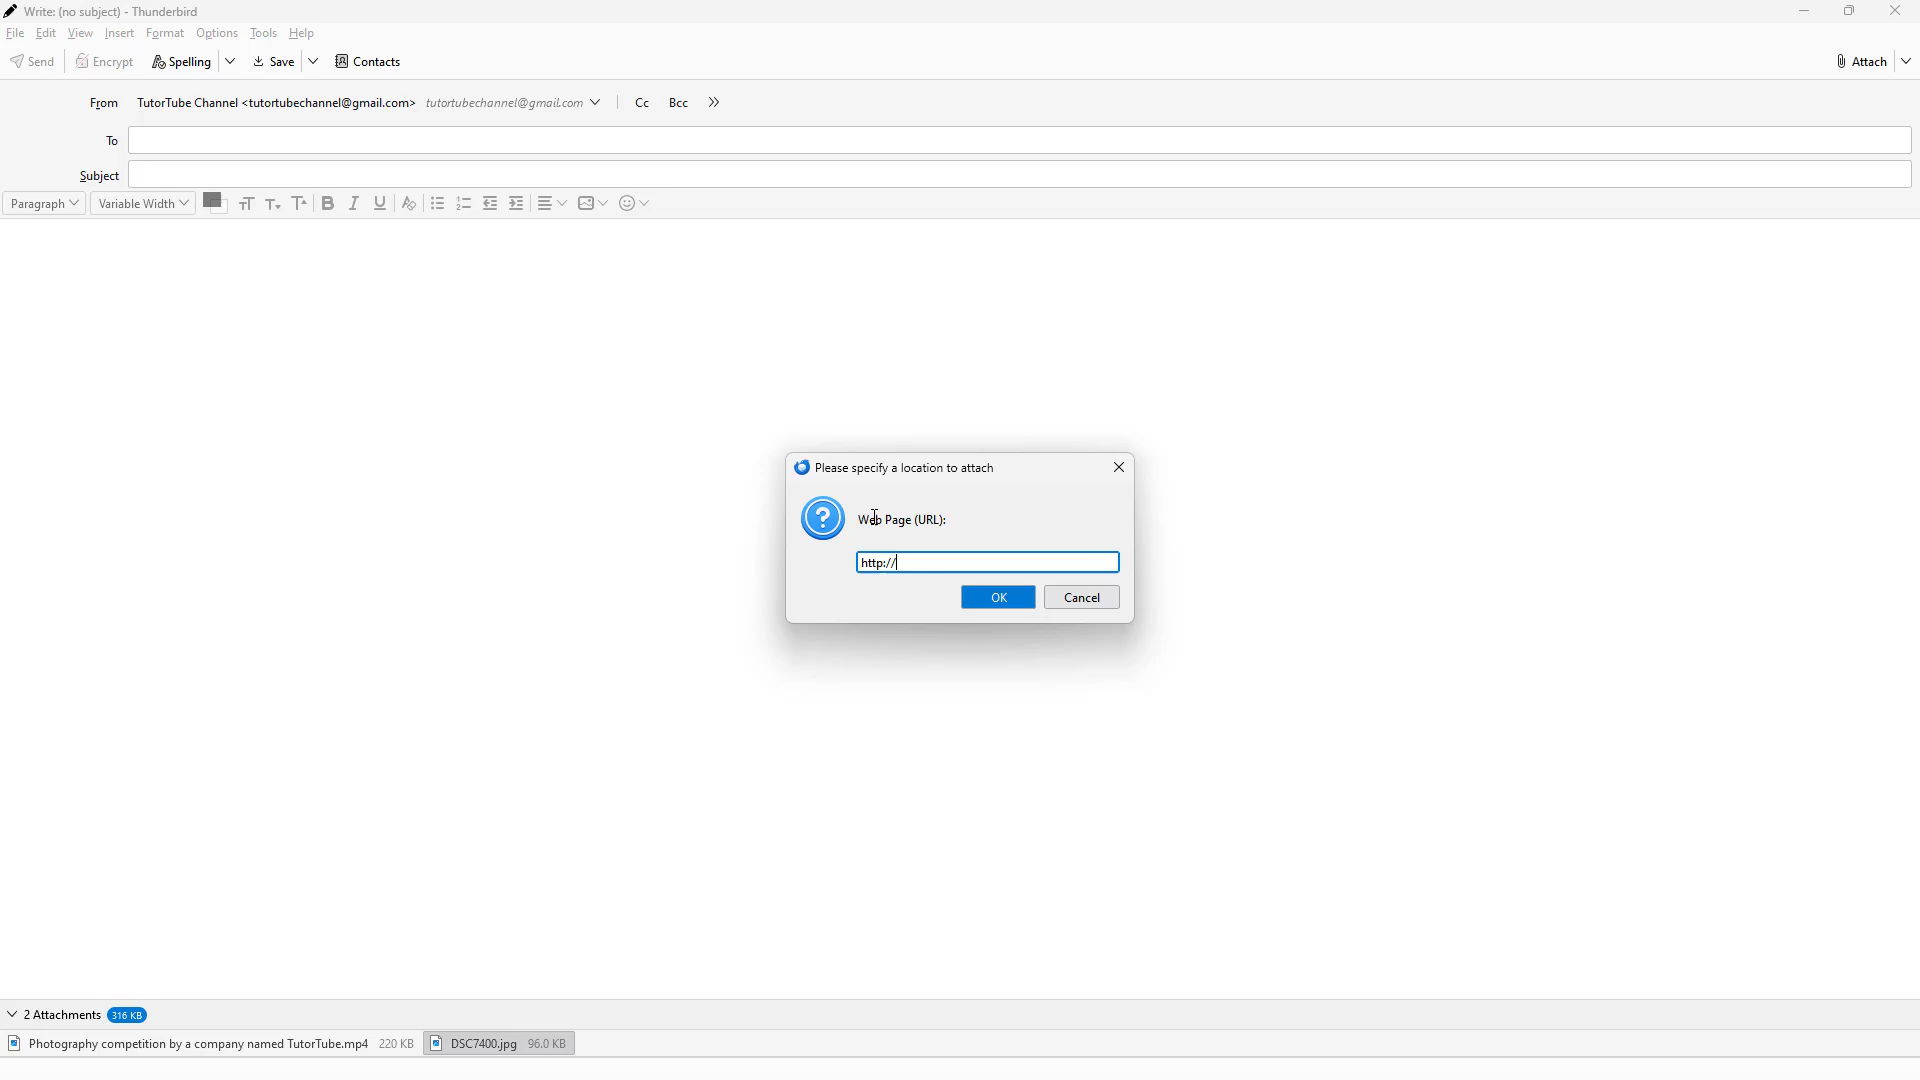 Write: (no subject) - Thunderbird
File Edit View Insert Format Options Tools Help
Send Encrypt Spelling Save Contacts Attach
From TutorTube Channel <tutortubechannel@gmail.com> tutortubechannel@gmail.com Cc Bcc
To
Subject
Paragraph Variable Width
Please specify a location to attach
Web Page (URL):
http://
OK Cancel
2 Attachments 316 KB
Photography competition by a company named TutorTube.mp4 220 KB DSC7400.jpg 96.0 KB